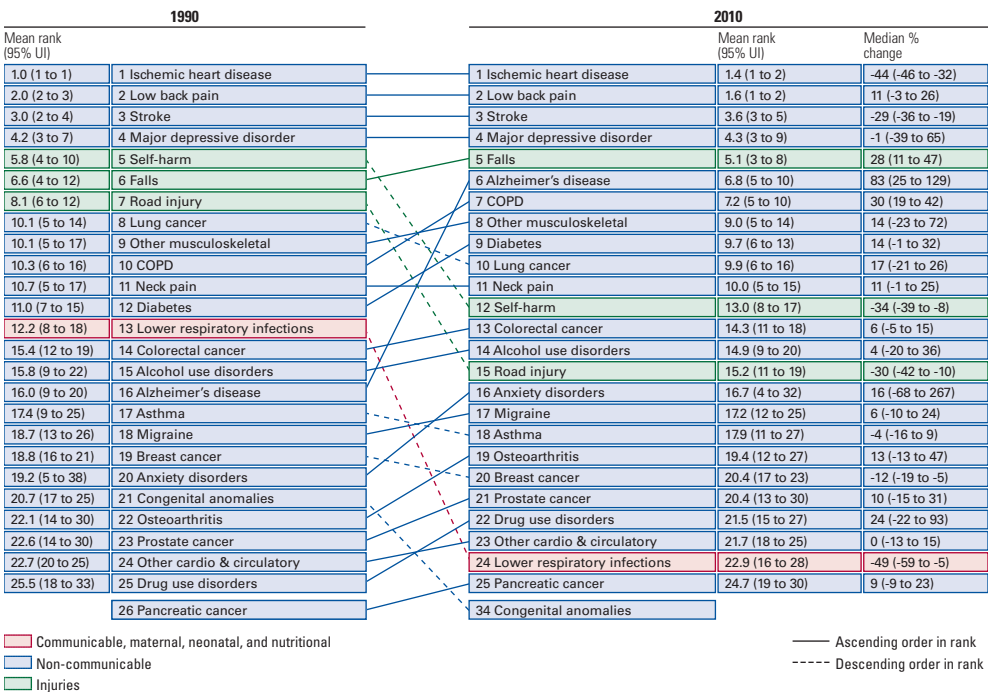 1990 2010
Mean rank (95% UI) Mean rank (95% UI) Median % change
1.0 (1 to 1) 1 Ischemic heart disease 1 Ischemic heart disease 1.4 (1 to 2) -44 (-46 to -32)
2.0 (2 to 3) 2 Low back pain 2 Low back pain 1.6 (1 to 2) 11 (-3 to 26)
3.0 (2 to 4) 3 Stroke 3 Stroke 3.6 (3 to 5) -29 (-36 to -19)
4.2 (3 to 7) 4 Major depressive disorder 4 Major depressive disorder 4.3 (3 to 9) -1 (-39 to 65)
5.8 (4 to 10) 5 Self-harm 5 Falls 5.1 (3 to 8) 28 (11 to 47)
6.6 (4 to 12) 6 Falls 6 Alzheimer's disease 6.8 (5 to 10) 83 (25 to 129)
8.1 (6 to 12) 7 Road injury 7 COPD 7.2 (5 to 10) 30 (19 to 42)
10.1 (5 to 14) 8 Lung cancer 8 Other musculoskeletal 9.0 (5 to 14) 14 (-23 to 72)
10.1 (5 to 17) 9 Other musculoskeletal 9 Diabetes 9.7 (6 to 13) 14 (-1 to 32)
10.3 (6 to 16) 10 COPD 10 Lung cancer 9.9 (6 to 16) 17 (-21 to 26)
10.7 (5 to 17) 11 Neck pain 11 Neck pain 10.0 (5 to 15) 11 (-1 to 25)
11.0 (7 to 15) 12 Diabetes 12 Self-harm 13.0 (8 to 17) -34 (-39 to -8)
12.2 (8 to 18) 13 Lower respiratory infections 13 Colorectal cancer 14.3 (11 to 18) 6 (-5 to 15)
15.4 (12 to 19) 14 Colorectal cancer 14 Alcohol use disorders 14.9 (9 to 20) 4 (-20 to 36)
15.8 (9 to 22) 15 Alcohol use disorders 15 Road injury 15.2 (11 to 19) -30 (-42 to -10)
16.0 (9 to 20) 16 Alzheimer's disease 16 Anxiety disorders 16.7 (4 to 32) 16 (-68 to 267)
17.4 (9 to 25) 17 Asthma 17 Migraine 17.2 (12 to 25) 6 (-10 to 24)
18.7 (13 to 26) 18 Migraine 18 Asthma 17.9 (11 to 27) -4 (-16 to 9)
18.8 (16 to 21) 19 Breast cancer 19 Osteoarthritis 19.4 (12 to 27) 13 (-13 to 47)
19.2 (5 to 38) 20 Anxiety disorders 20 Breast cancer 20.4 (17 to 23) -12 (-19 to -5)
20.7 (17 to 25) 21 Congenital anomalies 21 Prostate cancer 20.4 (13 to 30) 10 (-15 to 31)
22.1 (14 to 30) 22 Osteoarthritis 22 Drug use disorders 21.5 (15 to 27) 24 (-22 to 93)
22.6 (14 to 30) 23 Prostate cancer 23 Other cardio & circulatory 21.7 (18 to 25) 0 (-13 to 15)
22.7 (20 to 25) 24 Other cardio & circulatory 24 Lower respiratory infections 22.9 (16 to 28) -49 (-59 to -5)
25.5 (18 to 33) 25 Drug use disorders 25 Pancreatic cancer 24.7 (19 to 30) 9 (-9 to 23)
26 Pancreatic cancer 34 Congenital anomalies
Communicable, maternal, neonatal, and nutritional Ascending order in rank
Non-communicable Descending order in rank
Injuries